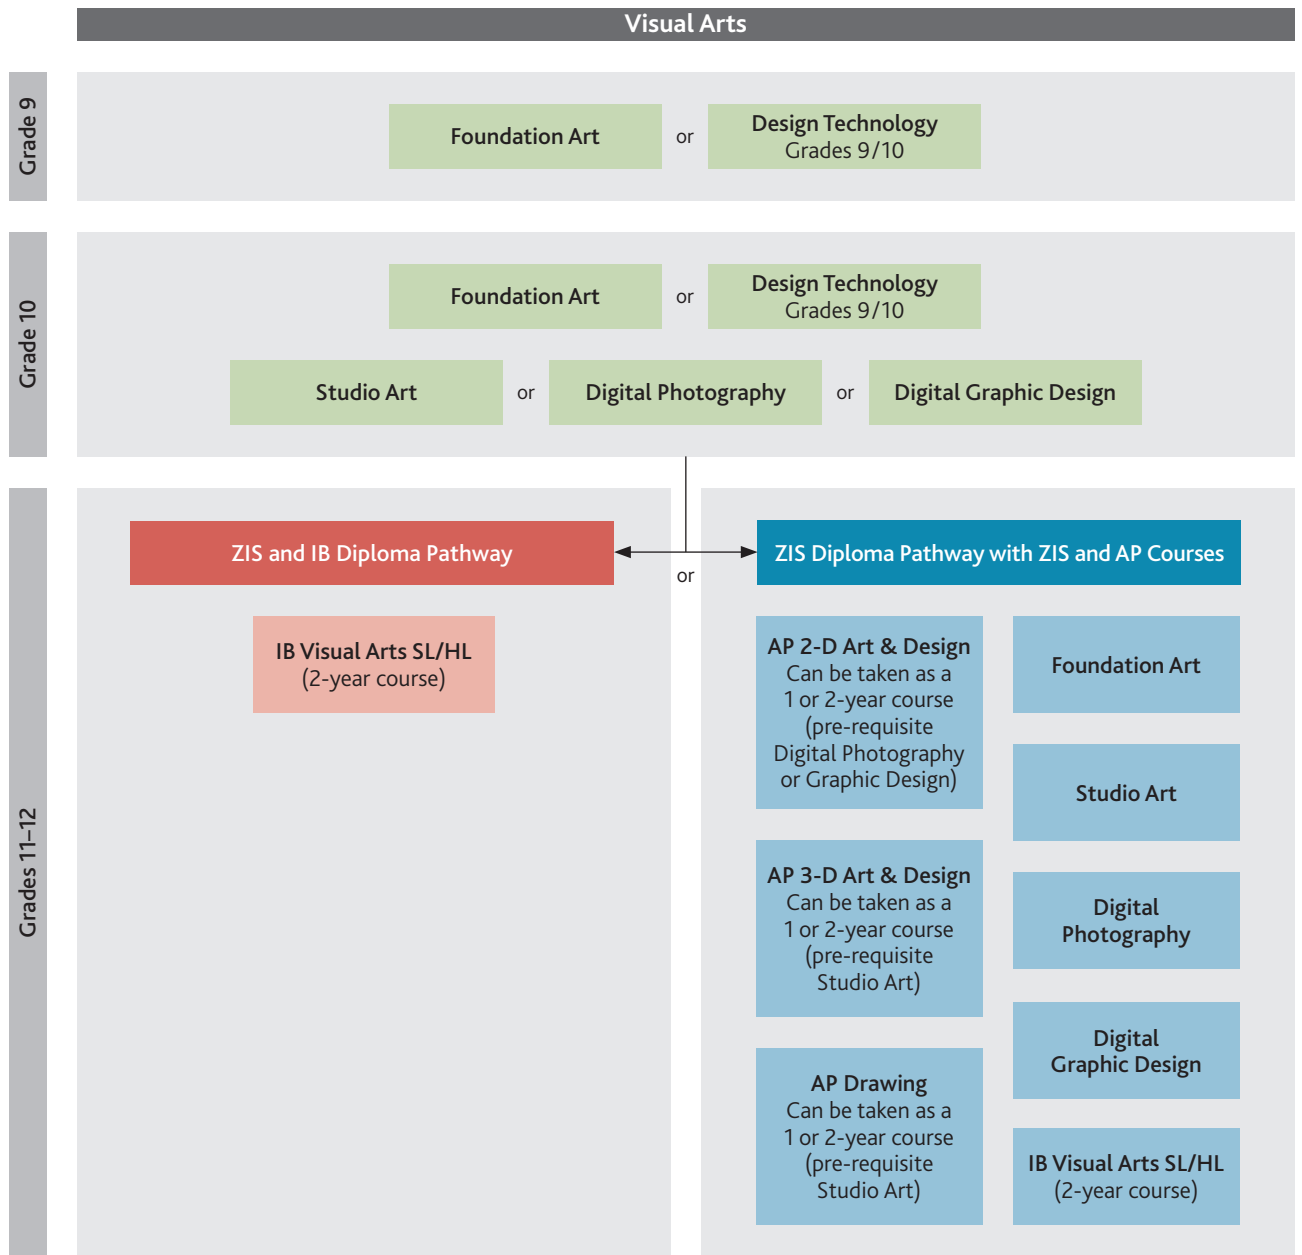 Visual Arts
Grade 9
Foundation Art
or
Design Technology
Grades 9/10
Grade 10
Foundation Art
or
Design Technology
Grades 9/10
Studio Art
or
Digital Photography
or
Digital Graphic Design
Grades 11–12
ZIS and IB Diploma Pathway
or
ZIS Diploma Pathway with ZIS and AP Courses
IB Visual Arts SL/HL
(2-year course)
AP 2-D Art & Design
Can be taken as a
1 or 2-year course
(pre-requisite
Digital Photography
or Graphic Design)
AP 3-D Art & Design
Can be taken as a
1 or 2-year course
(pre-requisite
Studio Art)
AP Drawing
Can be taken as a
1 or 2-year course
(pre-requisite
Studio Art)
Foundation Art
Studio Art
Digital
Photography
Digital
Graphic Design
IB Visual Arts SL/HL
(2-year course)